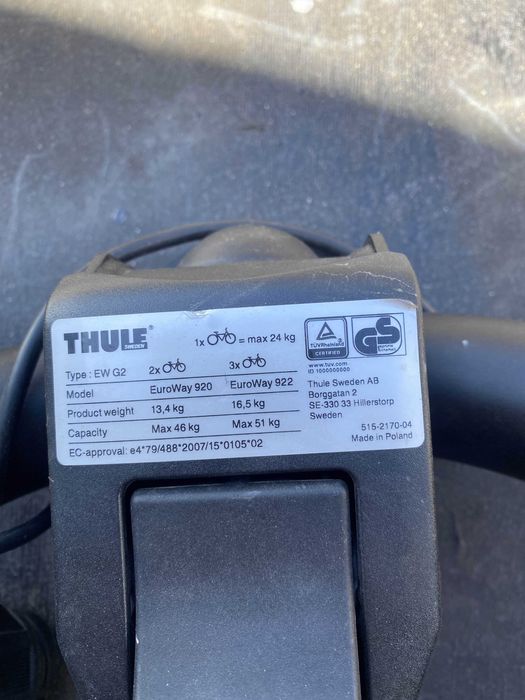 THULE®
SWEDEN
1x = max 24 kg
TÜVRheinland
CERTIFIED
GS
www.tuv.com
ID 1000000000
Type: EW G2 2x 3x
Model EuroWay 920 EuroWay 922
Product weight 13,4 kg 16,5 kg
Capacity Max 46 kg Max 51 kg
EC-approval: e4*79/488*2007/15*0105*02
Thule Sweden AB
Borggatan 2
SE-330 33 Hillerstorp
Sweden
515-2170-04
Made in Poland